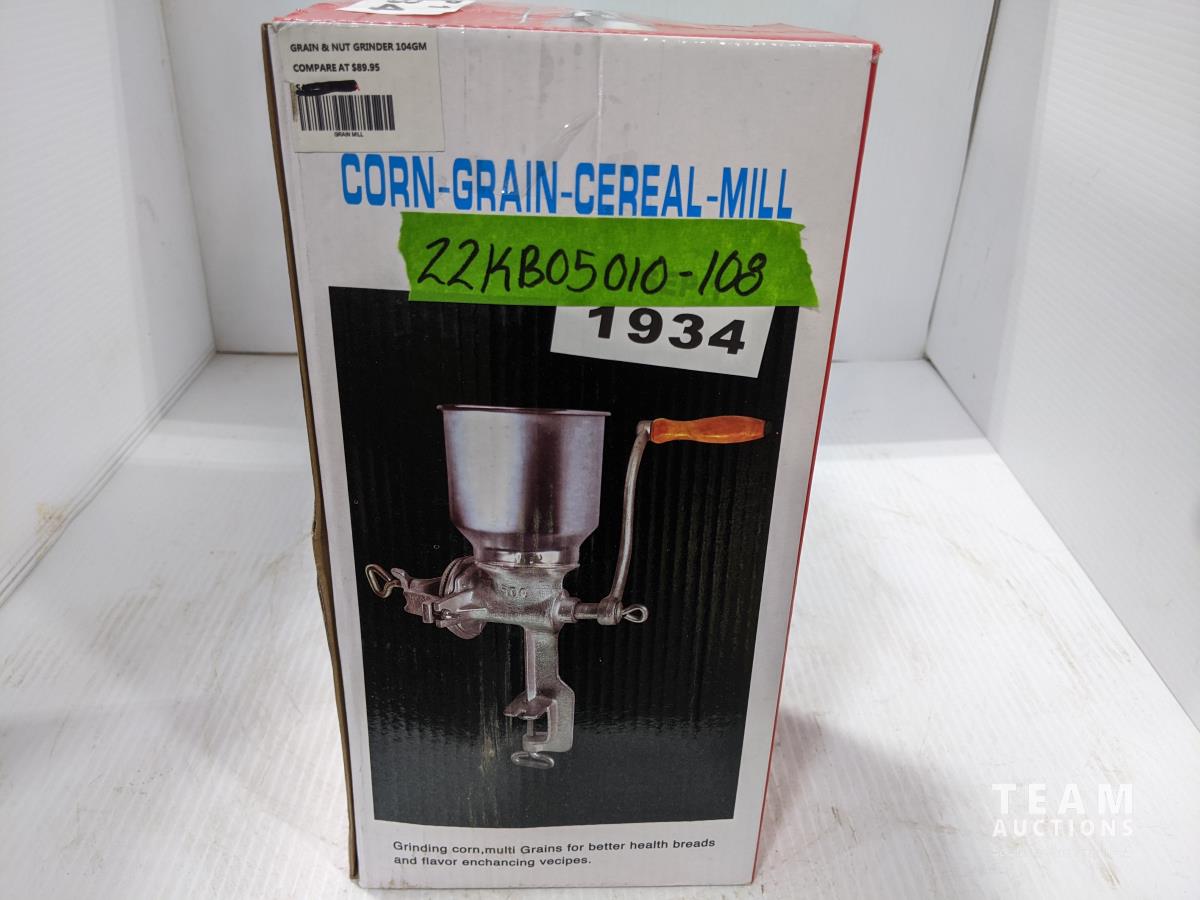 GRAIN & NUT GRINDER 104GM
COMPARE AT $89.95
GRAIN MILL
CORN-GRAIN-CEREAL-MILL
22KB05010-108
1934
500
Grinding corn,multi Grains for better health breads
and flavor enchancing vecipes.
TEAM
AUCTIONS